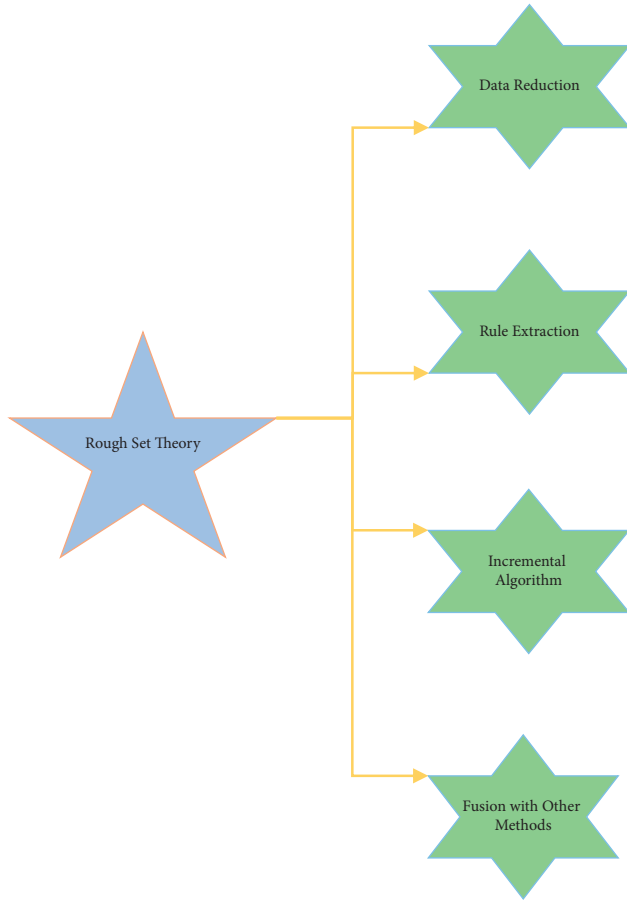 Data Reduction
Rule Extraction
Rough Set Theory
Incremental
Algorithm
Fusion with Other
Methods